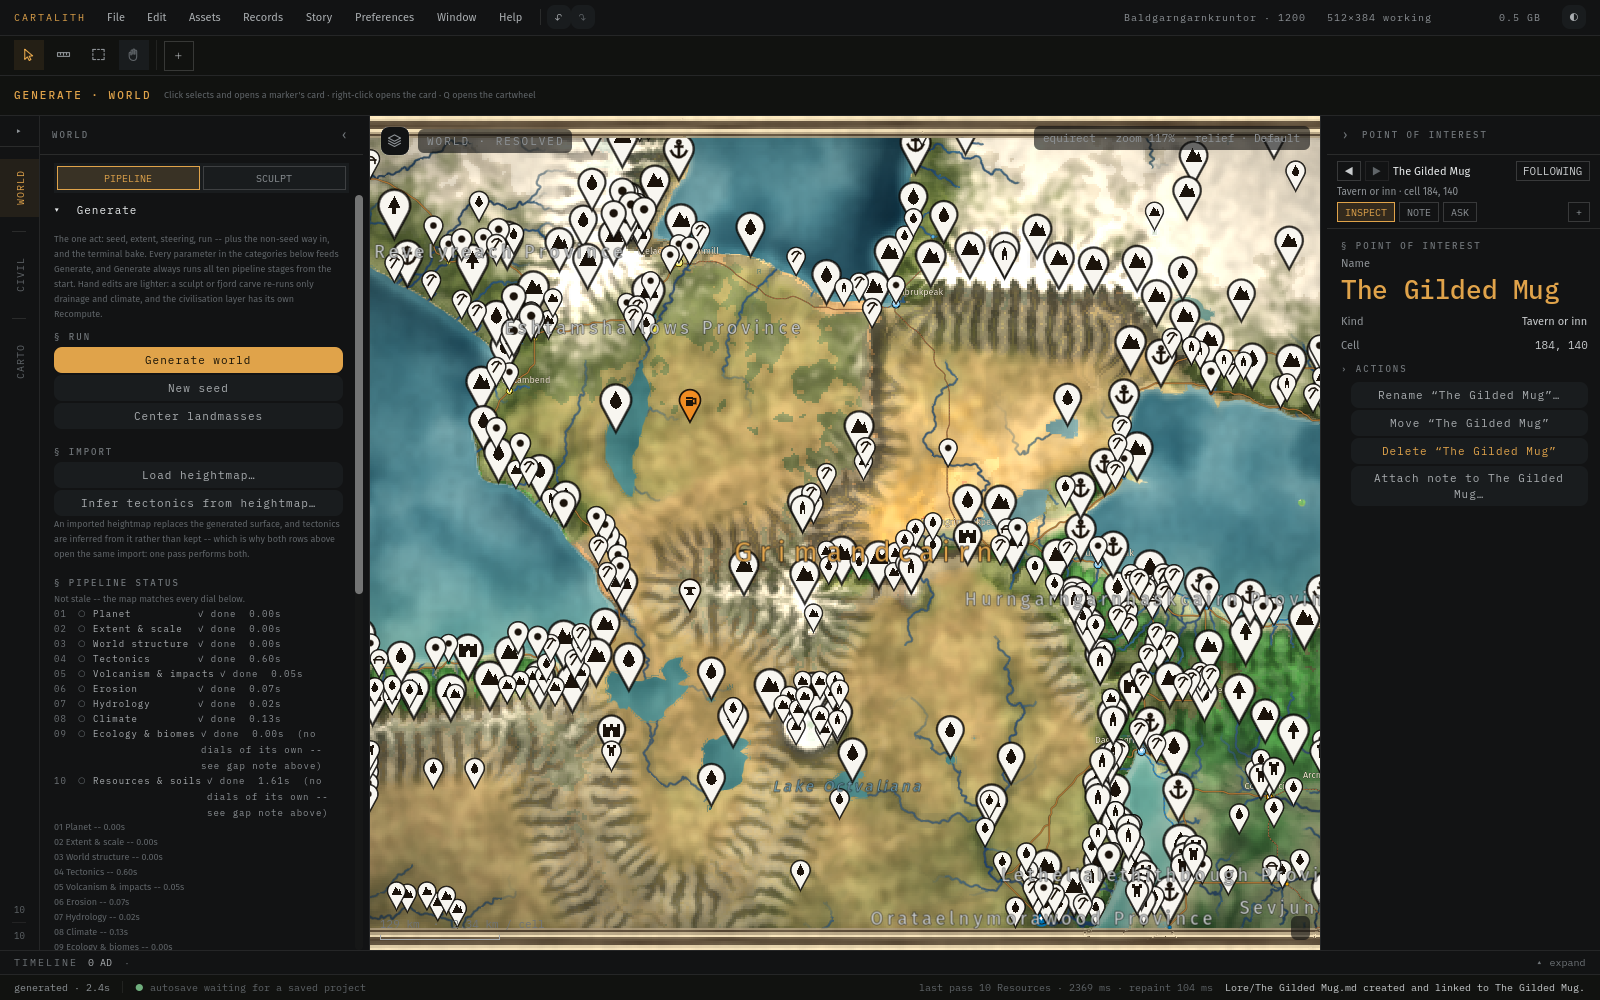 CARTALITH File Edit Assets Records Story Preferences Window Help
Baldgarngarnkruntor · 1200 512×384 working 0.5 GB
GENERATE · WORLD Click selects and opens a marker's card · right-click opens the card · Q opens the cartwheel
WORLD
CIVIL
CARTO
10
10
WORLD
PIPELINE SCULPT
Generate
The one act: seed, extent, steering, run -- plus the non-seed way in,
and the terminal bake. Every parameter in the categories below feeds
Generate, and Generate always runs all ten pipeline stages from the
start. Hand edits are lighter: a sculpt or fjord carve re-runs only
drainage and climate, and the civilisation layer has its own
Recompute.
§ RUN
Generate world
New seed
Center landmasses
§ IMPORT
Load heightmap…
Infer tectonics from heightmap…
An imported heightmap replaces the generated surface, and tectonics
are inferred from it rather than kept -- which is why both rows above
open the same import: one pass performs both.
§ PIPELINE STATUS
Not stale -- the map matches every dial below.
01 Planet √ done 0.00s
02 Extent & scale √ done 0.00s
03 World structure √ done 0.00s
04 Tectonics √ done 0.60s
05 Volcanism & impacts √ done 0.05s
06 Erosion √ done 0.07s
07 Hydrology √ done 0.02s
08 Climate √ done 0.13s
09 Ecology & biomes √ done 0.00s (no
dials of its own --
see gap note above)
10 Resources & soils √ done 1.61s (no
dials of its own --
see gap note above)
01 Planet -- 0.00s
02 Extent & scale -- 0.00s
03 World structure -- 0.00s
04 Tectonics -- 0.60s
05 Volcanism & impacts -- 0.05s
06 Erosion -- 0.07s
07 Hydrology -- 0.02s
08 Climate -- 0.13s
09 Ecology & biomes -- 0.00s
WORLD · RESOLVED
equirect · zoom 117% · relief · Default
Revelyreach Province
Eshtramshallows Province
Grimandcairn
Province
Lake
Orataelnymorawood Province
Sevjun
POINT OF INTEREST
The Gilded Mug FOLLOWING
Tavern or inn · cell 184, 140
INSPECT NOTE ASK +
§ POINT OF INTEREST
Name
The Gilded Mug
Kind Tavern or inn
Cell 184, 140
ACTIONS
Rename “The Gilded Mug”…
Move “The Gilded Mug”
Delete “The Gilded Mug”
Attach note to The Gilded
Mug…
TIMELINE 0 AD ·
expand
generated · 2.4s autosave waiting for a saved project
last pass 10 Resources · 2369 ms · repaint 104 ms Lore/The Gilded Mug.md created and linked to The Gilded Mug.